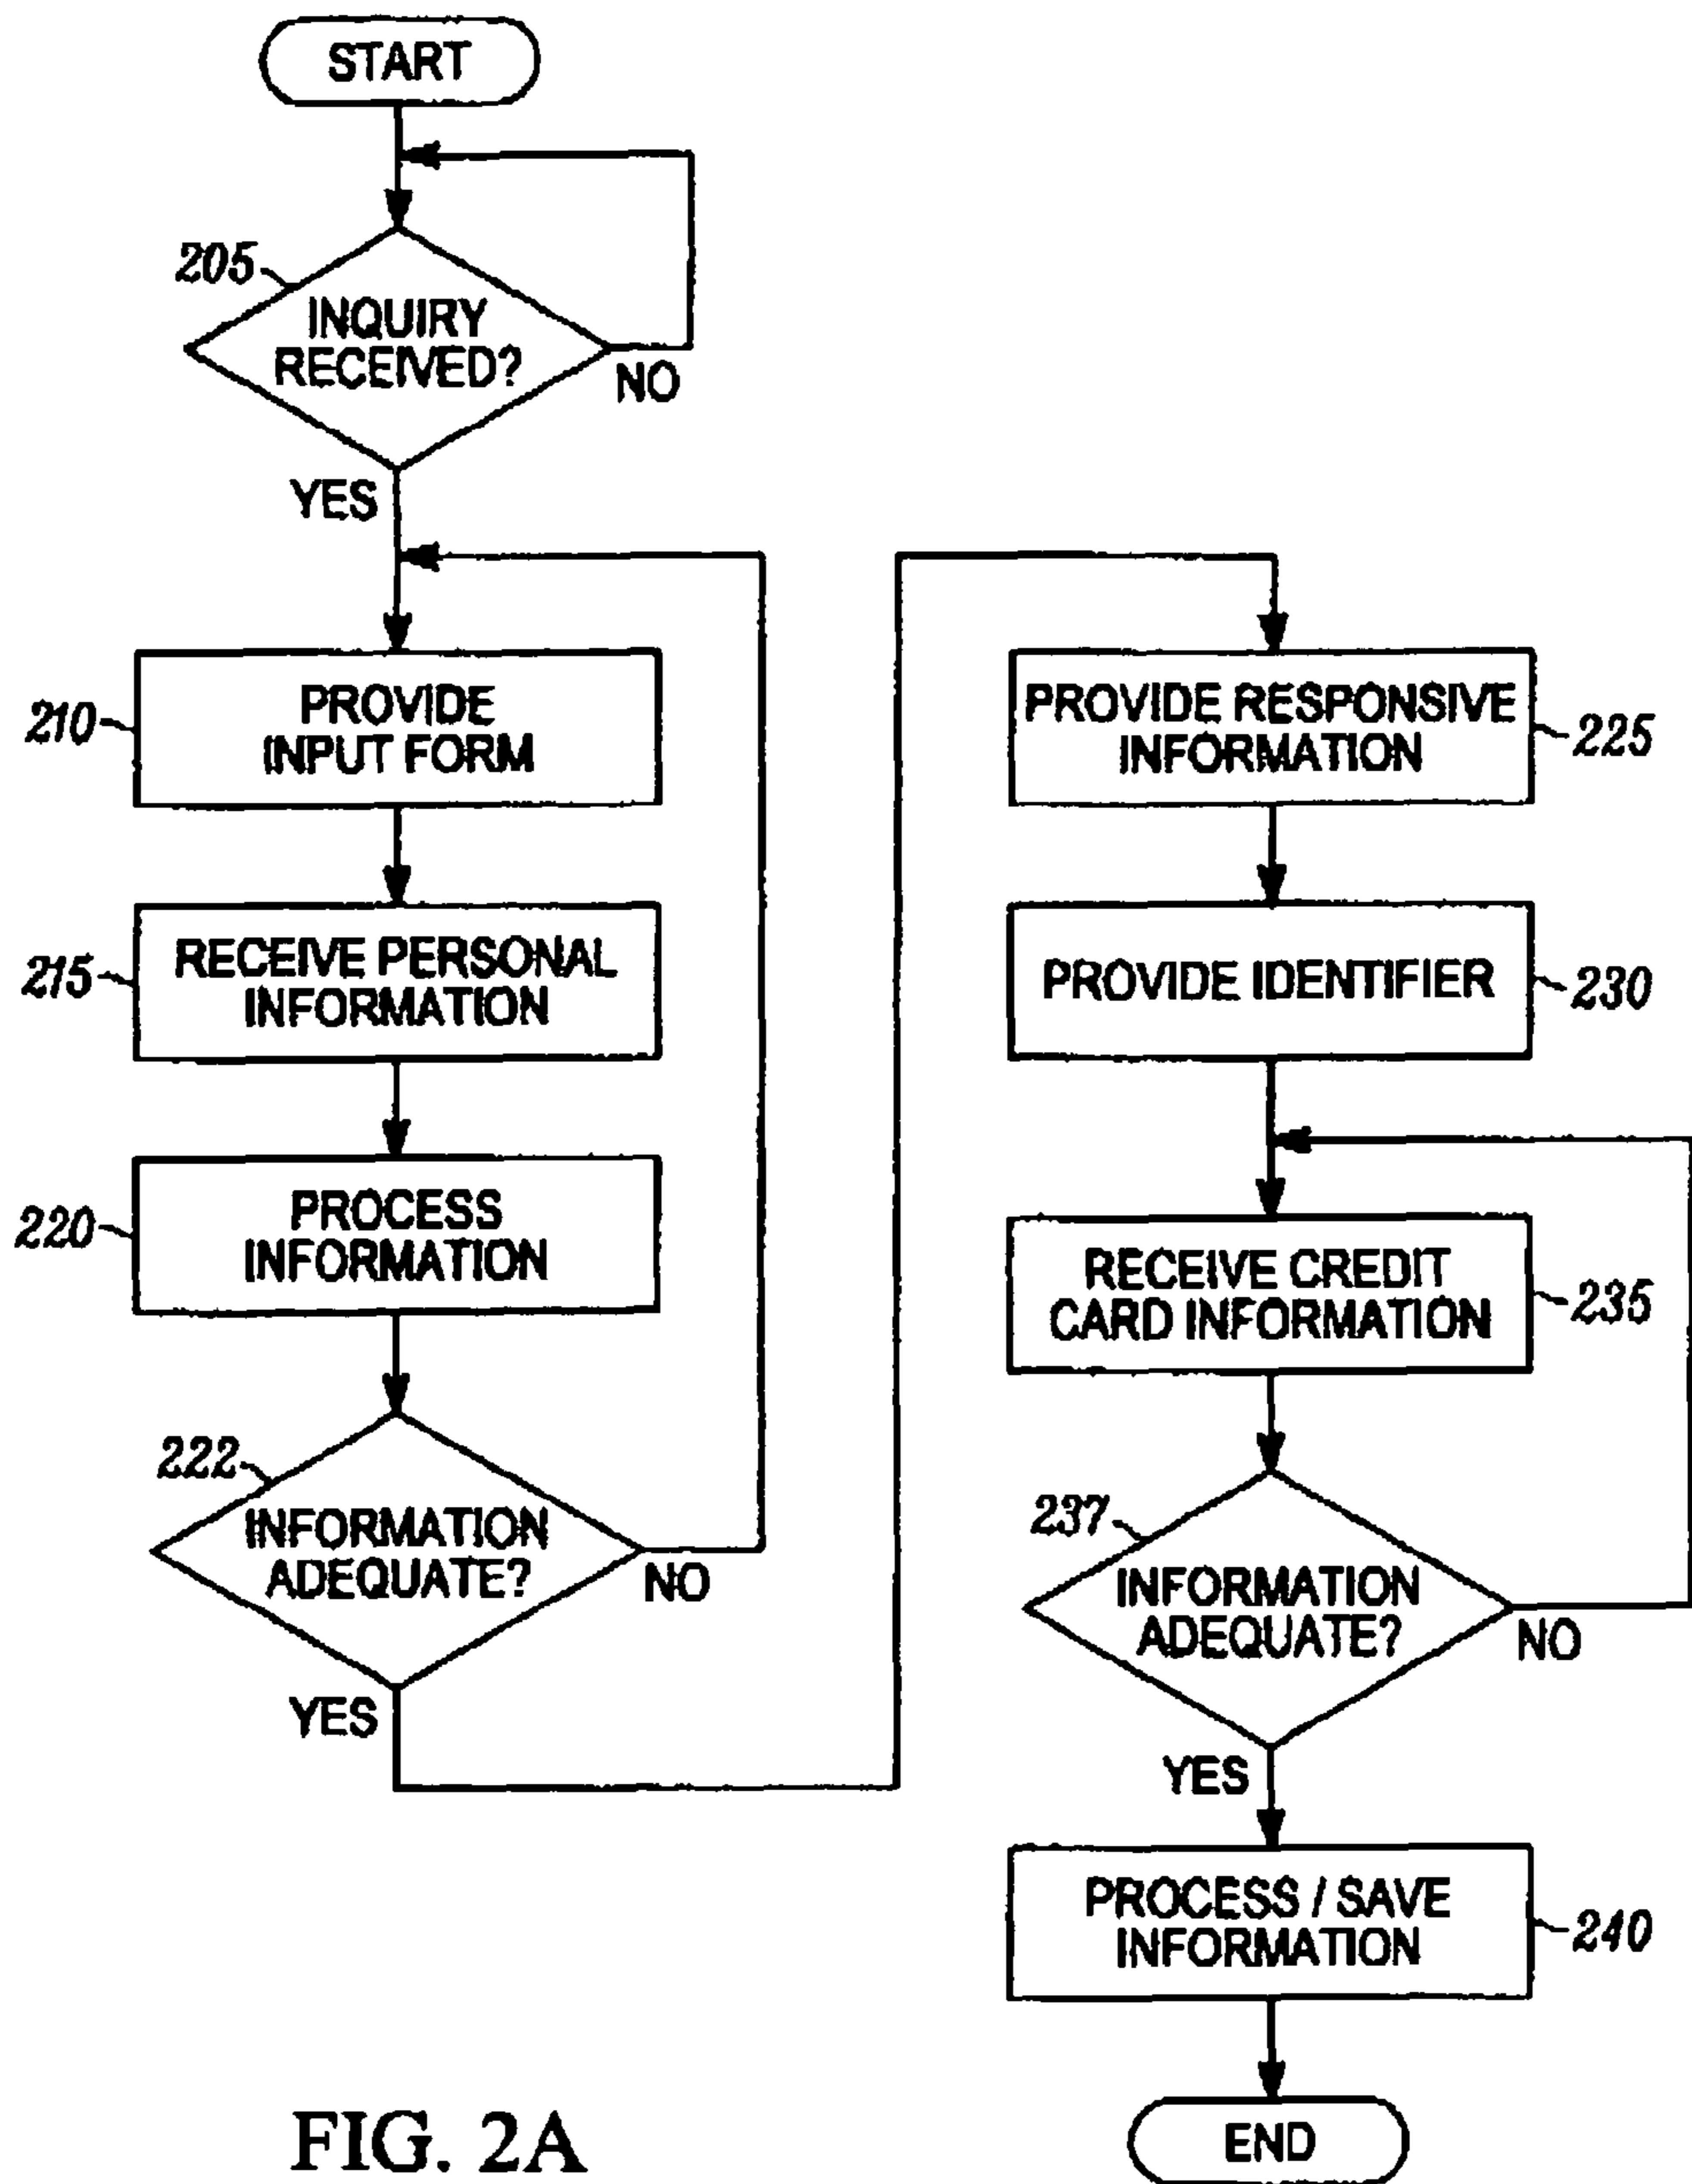 START
205
INQUIRY
RECEIVED?
NO
YES
210
PROVIDE
INPUT FORM
215
RECEIVE PERSONAL
INFORMATION
220
PROCESS
INFORMATION
222
INFORMATION
ADEQUATE?
NO
YES
PROVIDE RESPONSIVE
INFORMATION
225
PROVIDE IDENTIFIER
230
RECEIVE CREDIT
CARD INFORMATION
235
237
INFORMATION
ADEQUATE?
NO
YES
PROCESS / SAVE
INFORMATION
240
END
FIG. 2A